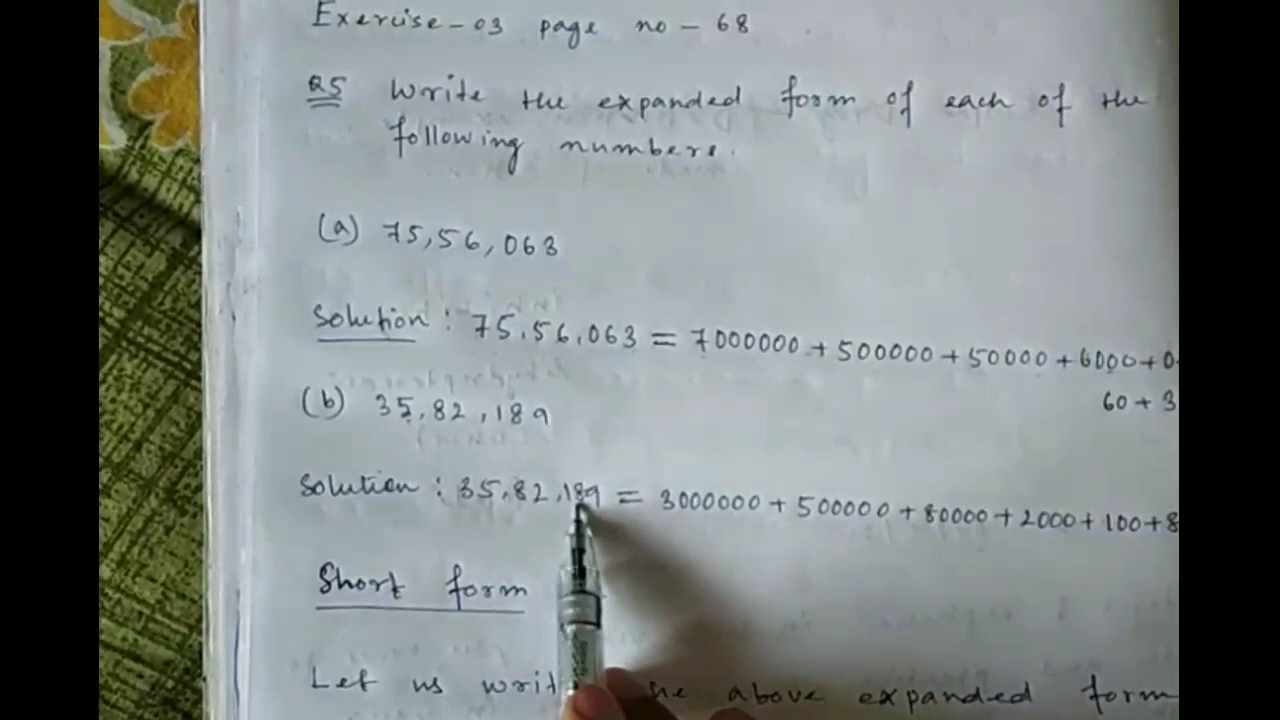 Exercise-03 page no - 68
Q5 Write the expanded form of each of the
following numbers.
(a) 75,56,063
Solution: 75,56,063 = 7000000 + 500000 + 50000 + 6000 + 0
60 + 3
(b) 35,82,189
Solution: 35,82,189 = 3000000 + 500000 + 80000 + 2000 + 100 + 8
Short form
Let us above expanded form